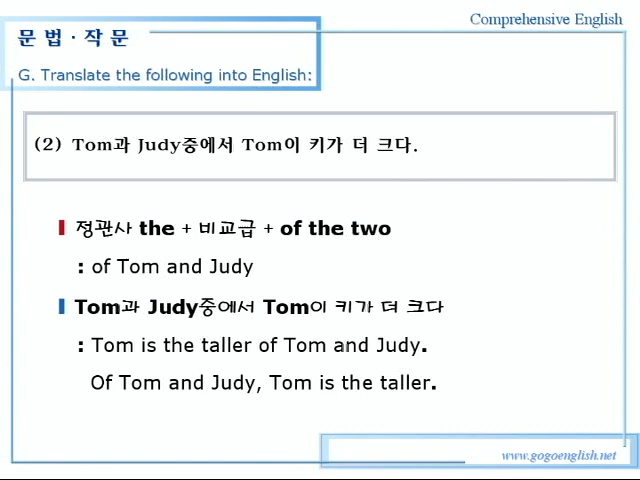 Comprehensive English
문 법 · 작 문
G. Translate the following into English:
(2) Tom과 Judy중에서 Tom이 키가 더 크다.
정관사 the + 비교급 + of the two
: of Tom and Judy
Tom과 Judy중에서 Tom이 키가 더 크다
: Tom is the taller of Tom and Judy.
Of Tom and Judy, Tom is the taller.
www.gogoenglish.net